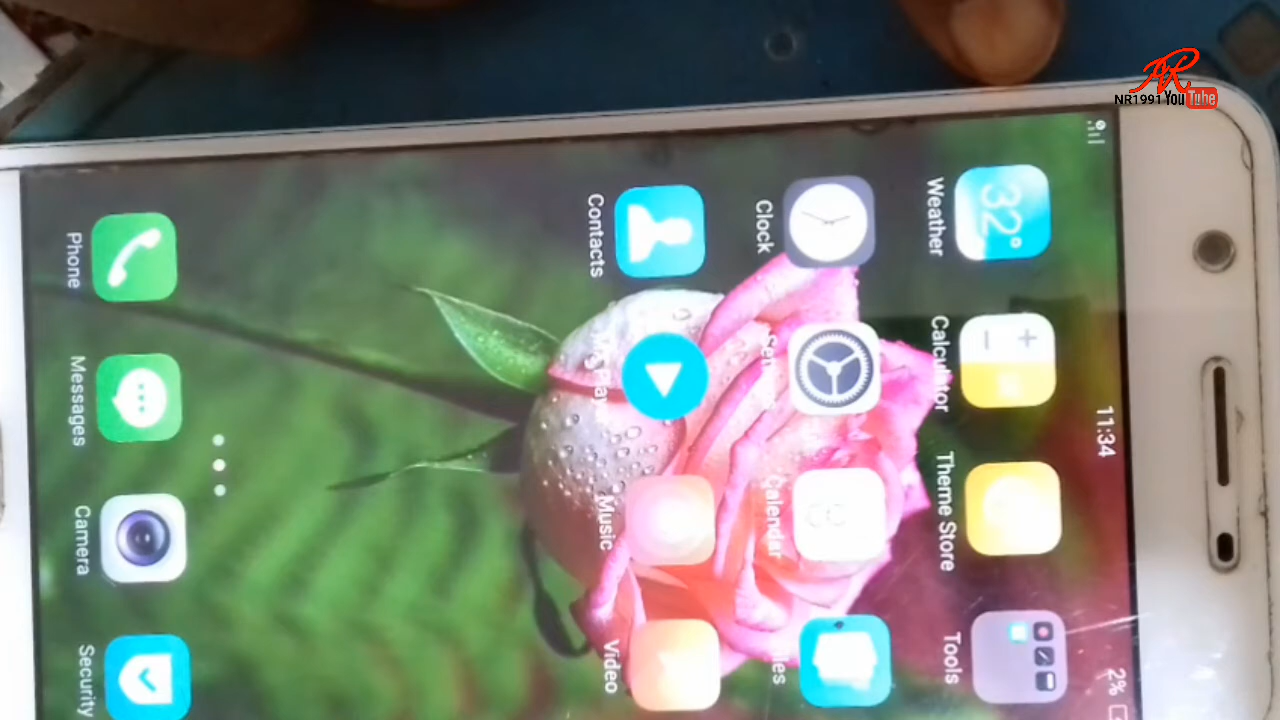 NR1991 YouTube
11:34
2%
32°
Weather
Calculator
Theme Store
Tools
Clock
Calendar
Contacts
Music
Video
Phone
Messages
Camera
Security